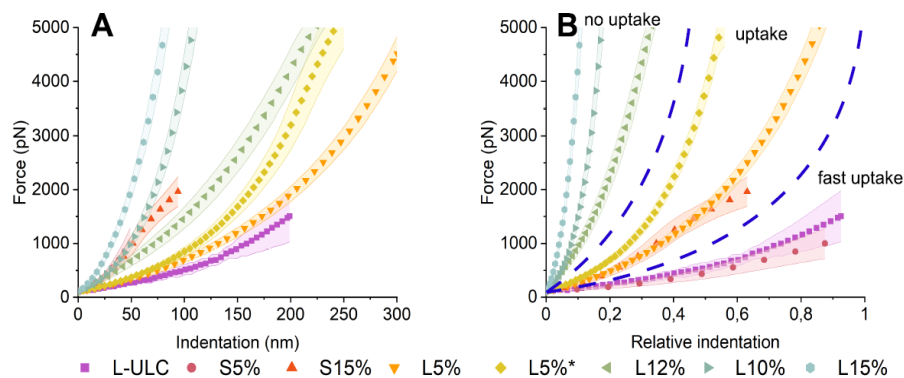 A
5000
4000
3000
2000
1000
0
Force (pN)
0
50
100
150
200
250
300
Indentation (nm)
B
no uptake
uptake
fast uptake
5000
4000
3000
2000
1000
0
Force (pN)
0
0,2
0,4
0,6
0,8
1
Relative indentation
L-ULC S5% S15% L5% L5%* L12% L10% L15%